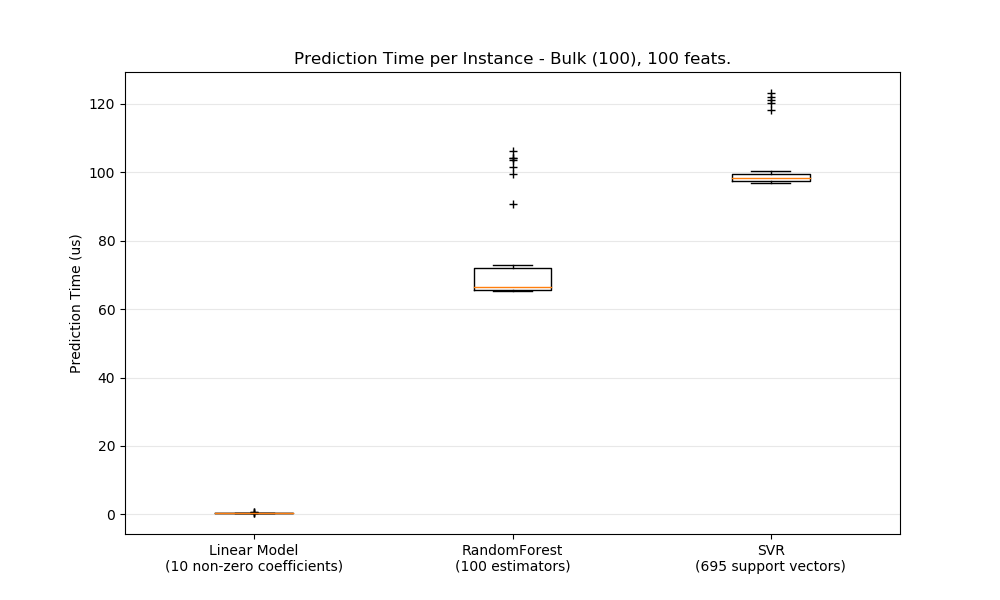 Prediction Time per Instance - Bulk (100), 100 feats.
Prediction Time (us)
120
100
80
60
40
20
0
Linear Model
(10 non-zero coefficients)
RandomForest
(100 estimators)
SVR
(695 support vectors)